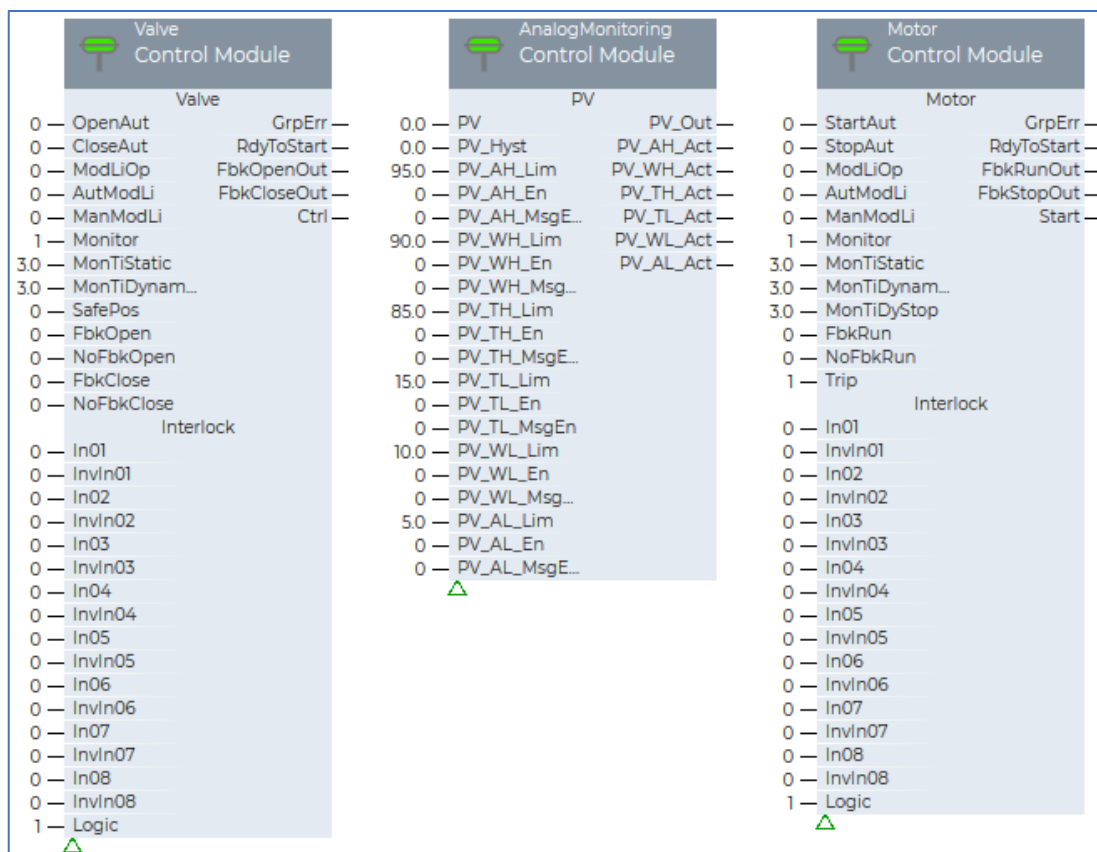 Valve
Control Module
Valve
0 OpenAut GrpErr
0 CloseAut RdyToStart
0 ModLiOp FbkOpenOut
0 AutModLi FbkCloseOut
0 ManModLi Ctrl
1 Monitor
3.0 MonTiStatic
3.0 MonTiDynam...
0 SafePos
0 FbkOpen
0 NoFbkOpen
0 FbkClose
0 NoFbkClose
Interlock
0 In01
0 InvIn01
0 In02
0 InvIn02
0 In03
0 InvIn03
0 In04
0 InvIn04
0 In05
0 InvIn05
0 In06
0 InvIn06
0 In07
0 InvIn07
0 In08
0 InvIn08
1 Logic
AnalogMonitoring
Control Module
PV
0.0 PV PV_Out
0.0 PV_Hyst PV_AH_Act
95.0 PV_AH_Lim PV_WH_Act
0 PV_AH_En PV_TH_Act
0 PV_AH_MsgE... PV_TL_Act
90.0 PV_WH_Lim PV_WL_Act
0 PV_WH_En PV_AL_Act
0 PV_WH_Msg...
85.0 PV_TH_Lim
0 PV_TH_En
0 PV_TH_MsgE...
15.0 PV_TL_Lim
0 PV_TL_En
0 PV_TL_MsgEn
10.0 PV_WL_Lim
0 PV_WL_En
0 PV_WL_Msg...
5.0 PV_AL_Lim
0 PV_AL_En
0 PV_AL_MsgE...
Motor
Control Module
Motor
0 StartAut GrpErr
0 StopAut RdyToStart
0 ModLiOp FbkRunOut
0 AutModLi FbkStopOut
0 ManModLi Start
1 Monitor
3.0 MonTiStatic
3.0 MonTiDynam...
3.0 MonTiDyStop
0 FbkRun
0 NoFbkRun
1 Trip
Interlock
0 In01
0 InvIn01
0 In02
0 InvIn02
0 In03
0 InvIn03
0 In04
0 InvIn04
0 In05
0 InvIn05
0 In06
0 InvIn06
0 In07
0 InvIn07
0 In08
0 InvIn08
1 Logic